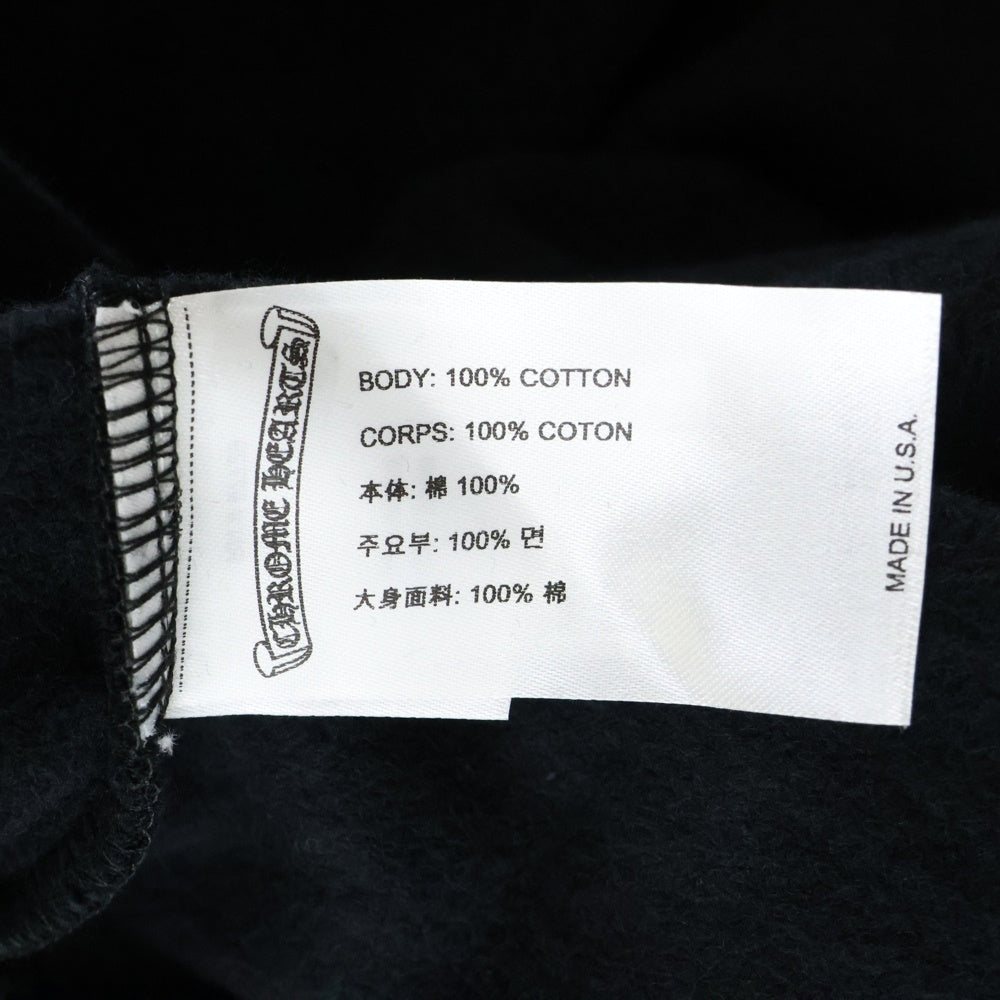 CHROME HEARTS
BODY: 100% COTTON
CORPS: 100% COTON
本体: 棉 100%
주요부: 100% 면
大身面料: 100% 棉
MADE IN U.S.A.